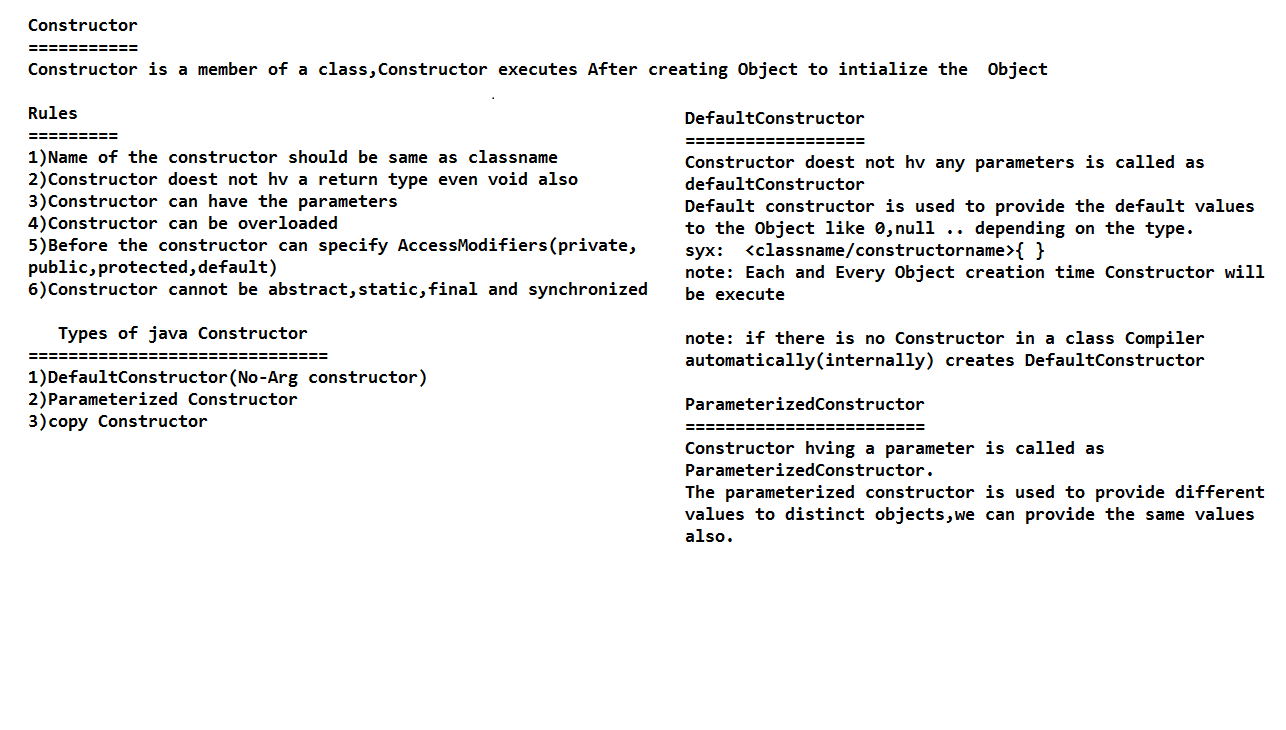 Constructor
===========
Constructor is a member of a class,Constructor executes After creating Object to intialize the  Object
.
Rules
=========
1)Name of the constructor should be same as classname
2)Constructor doest not hv a return type even void also
3)Constructor can have the parameters
4)Constructor can be overloaded
5)Before the constructor can specify AccessModifiers(private,
public,protected,default)
6)Constructor cannot be abstract,static,final and synchronized
Types of java Constructor
==============================
1)DefaultConstructor(No-Arg constructor)
2)Parameterized Constructor
3)copy Constructor
DefaultConstructor
==================
Constructor doest not hv any parameters is called as
defaultConstructor
Default constructor is used to provide the default values
to the Object like 0,null .. depending on the type.
syx:  <classname/constructorname>{ }
note: Each and Every Object creation time Constructor will
be execute
note: if there is no Constructor in a class Compiler
automatically(internally) creates DefaultConstructor
ParameterizedConstructor
========================
Constructor hving a parameter is called as
ParameterizedConstructor.
The parameterized constructor is used to provide different
values to distinct objects,we can provide the same values
also.